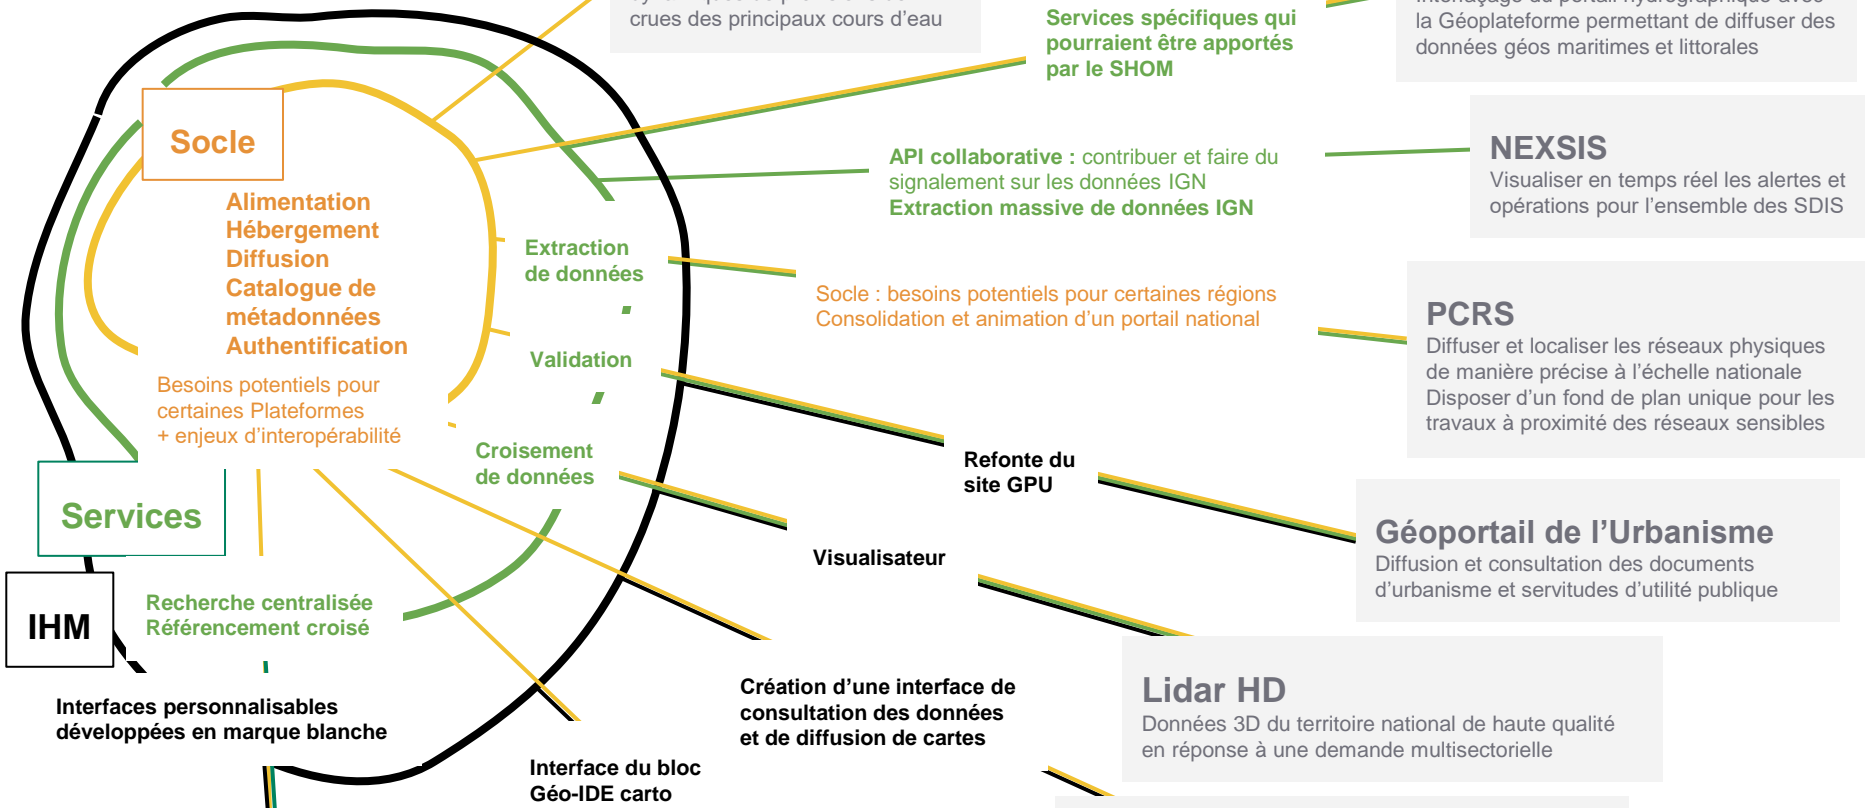 crues des principaux cours d'eau
Services spécifiques qui
pourraient être apportés
par le SHOM
la Géoplateforme permettant de diffuser des
données géos maritimes et littorales
Socle
Alimentation
Hébergement
Diffusion
Catalogue de
métadonnées
Authentification
Besoins potentiels pour
certaines Plateformes
+ enjeux d'interopérabilité
API collaborative : contribuer et faire du
signalement sur les données IGN
Extraction massive de données IGN
NEXSIS
Visualiser en temps réel les alertes et
opérations pour l'ensemble des SDIS
Extraction
de données
Socle : besoins potentiels pour certaines régions
Consolidation et animation d'un portail national
PCRS
Diffuser et localiser les réseaux physiques
de manière précise à l'échelle nationale
Disposer d'un fond de plan unique pour les
travaux à proximité des réseaux sensibles
Validation
Croisement
de données
Refonte du
site GPU
Géoportail de l'Urbanisme
Diffusion et consultation des documents
d'urbanisme et servitudes d'utilité publique
Services
Visualisateur
IHM
Recherche centralisée
Référencement croisé
Interfaces personnalisables
développées en marque blanche
Création d'une interface de
consultation des données
et de diffusion de cartes
Lidar HD
Données 3D du territoire national de haute qualité
en réponse à une demande multisectorielle
Interface du bloc
Géo-IDE carto